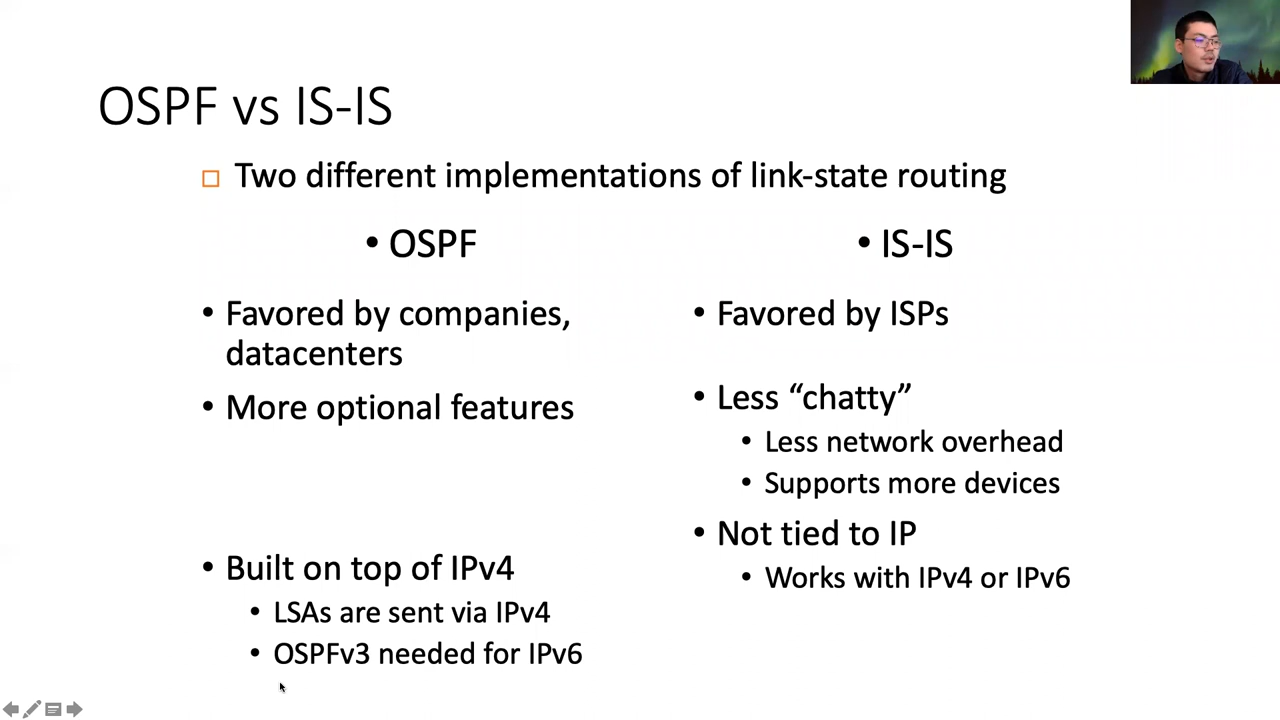 OSPF vs IS-IS
Two different implementations of link-state routing
• OSPF
• Favored by companies,
datacenters
• More optional features
• Built on top of IPv4
• LSAs are sent via IPv4
• OSPFv3 needed for IPv6
• IS-IS
• Favored by ISPs
• Less “chatty”
• Less network overhead
• Supports more devices
• Not tied to IP
• Works with IPv4 or IPv6